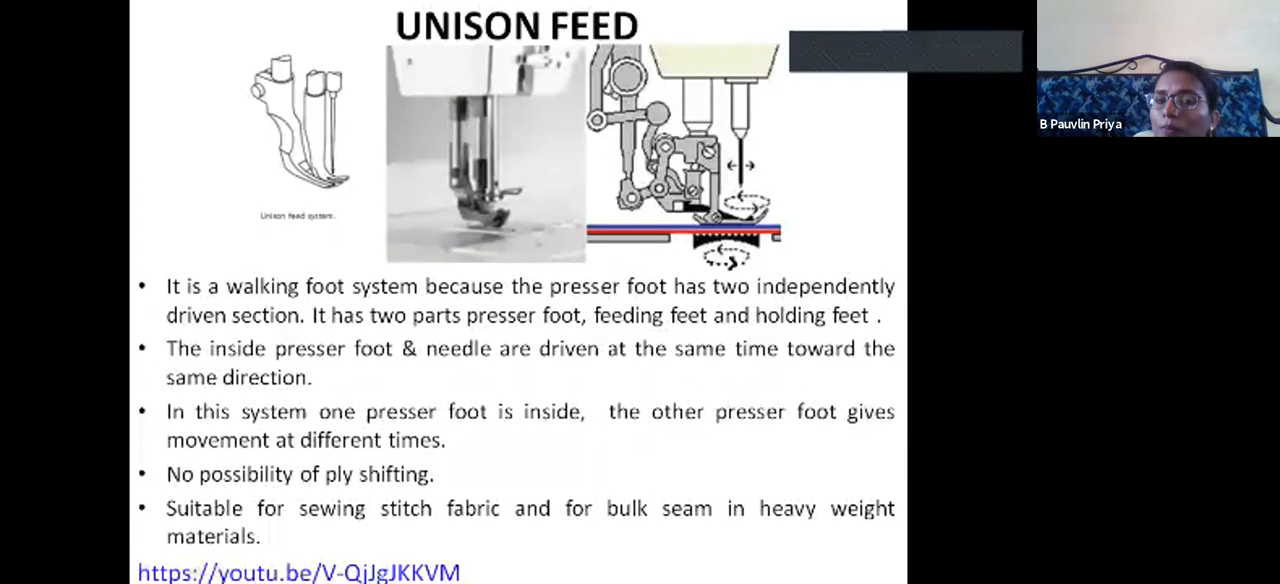 UNISON FEED
B Pauvlin Priya
Unison feed system.
• It is a walking foot system because the presser foot has two independently
driven section. It has two parts presser foot, feeding feet and holding feet .
• The inside presser foot & needle are driven at the same time toward the
same direction.
• In this system one presser foot is inside, the other presser foot gives
movement at different times.
• No possibility of ply shifting.
• Suitable for sewing stitch fabric and for bulk seam in heavy weight
materials.
https://youtu.be/V-QjJgJKKVM